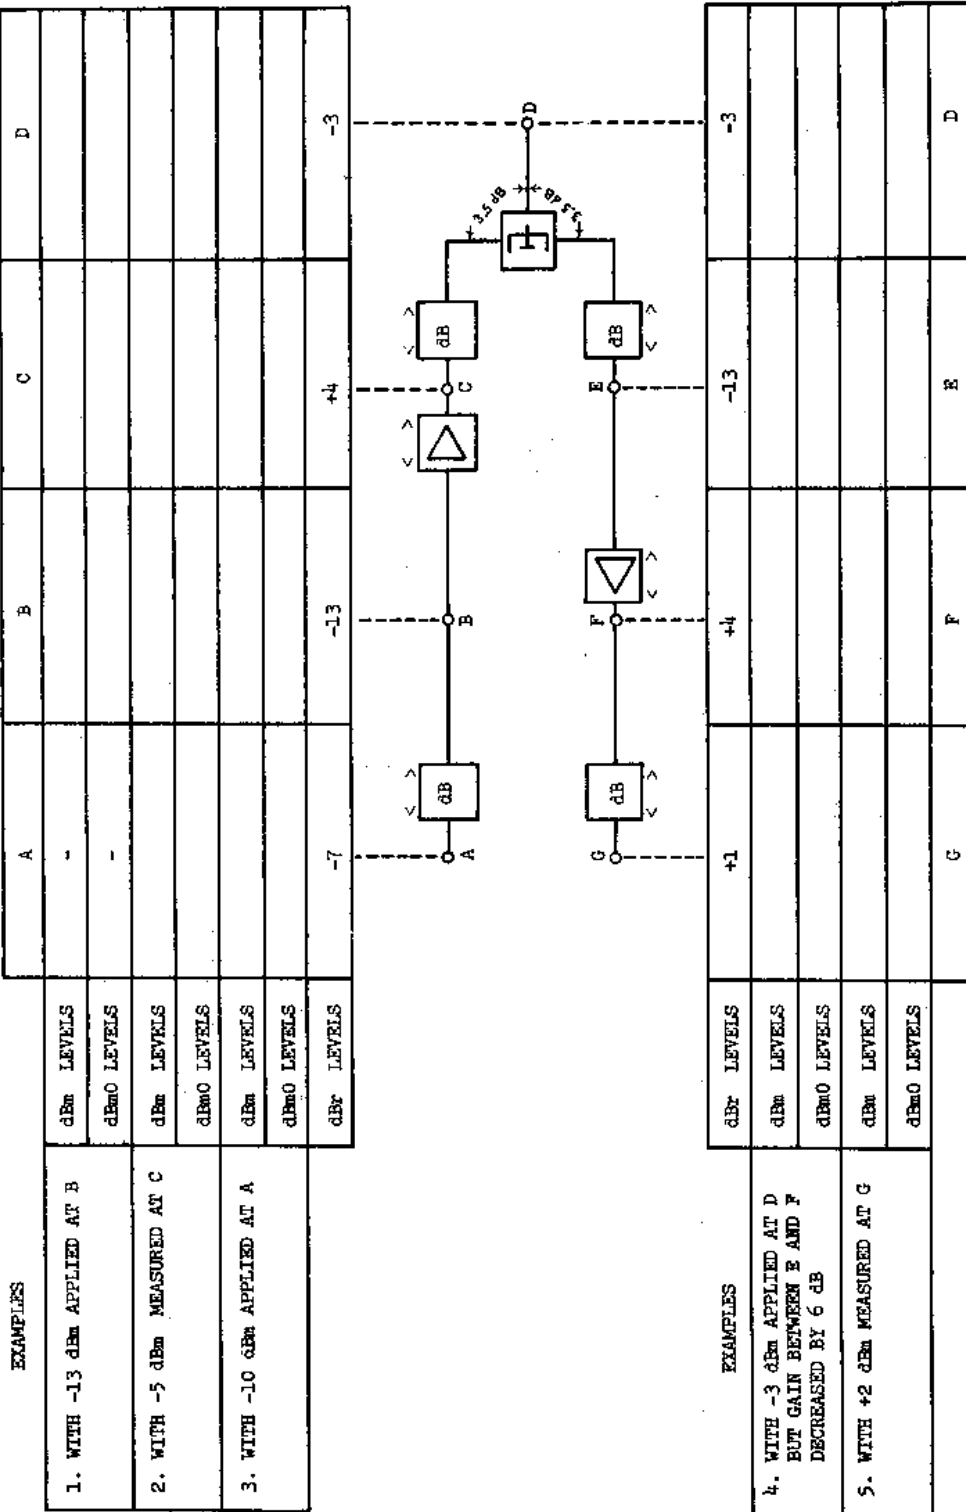 EXAMPLES
A B C D
1. WITH -13 dBm APPLIED AT B
dBm LEVELS -
dBm0 LEVELS -
2. WITH -5 dBm MEASURED AT C
dBm LEVELS
dBm0 LEVELS
3. WITH -10 dBm APPLIED AT A
dBm LEVELS
dBm0 LEVELS
dBr LEVELS -7 -13 +4 -3
dB
dB
A B C
3.5 dB
D
3.5 dB
G F E
dB
dB
EXAMPLES
dBr LEVELS +1 +4 -13 -3
4. WITH -3 dBm APPLIED AT D
BUT GAIN BETWEEN E AND F
DECREASED BY 6 dB
dBm LEVELS
dBm0 LEVELS
5. WITH +2 dBm MEASURED AT G
dBm LEVELS
dBm0 LEVELS
G F E D